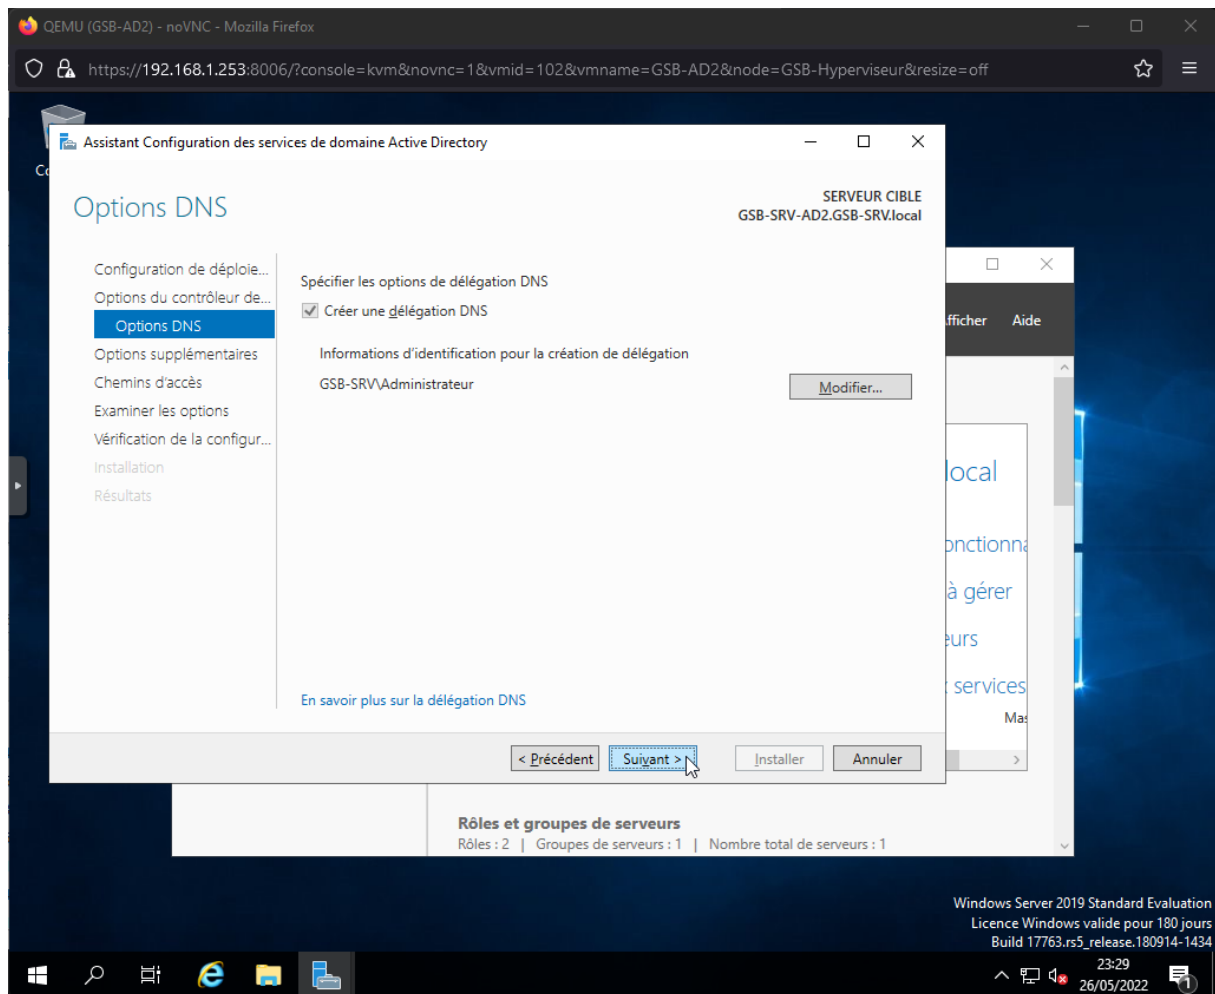 QEMU (GSB-AD2) - noVNC - Mozilla Firefox
https://192.168.1.253:8006/?console=kvm&novnc=1&vmid=102&vmname=GSB-AD2&node=GSB-Hyperviseur&resize=off
Assistant Configuration des services de domaine Active Directory
Options DNS
SERVEUR CIBLE
GSB-SRV-AD2.GSB-SRV.local
Configuration de déploie...
Options du contrôleur de...
Options DNS
Options supplémentaires
Chemins d'accès
Examiner les options
Vérification de la configur...
Installation
Résultats
Spécifier les options de délégation DNS
Créer une délégation DNS
Informations d'identification pour la création de délégation
GSB-SRV\Administrateur
Modifier...
En savoir plus sur la délégation DNS
< Précédent
Suivant >
Installer
Annuler
fficher
Aide
local
onctionna
à gérer
eurs
services
Mas
Rôles et groupes de serveurs
Rôles : 2 | Groupes de serveurs : 1 | Nombre total de serveurs : 1
Windows Server 2019 Standard Evaluation
Licence Windows valide pour 180 jours
Build 17763.rs5_release.180914-1434
23:29
26/05/2022
1